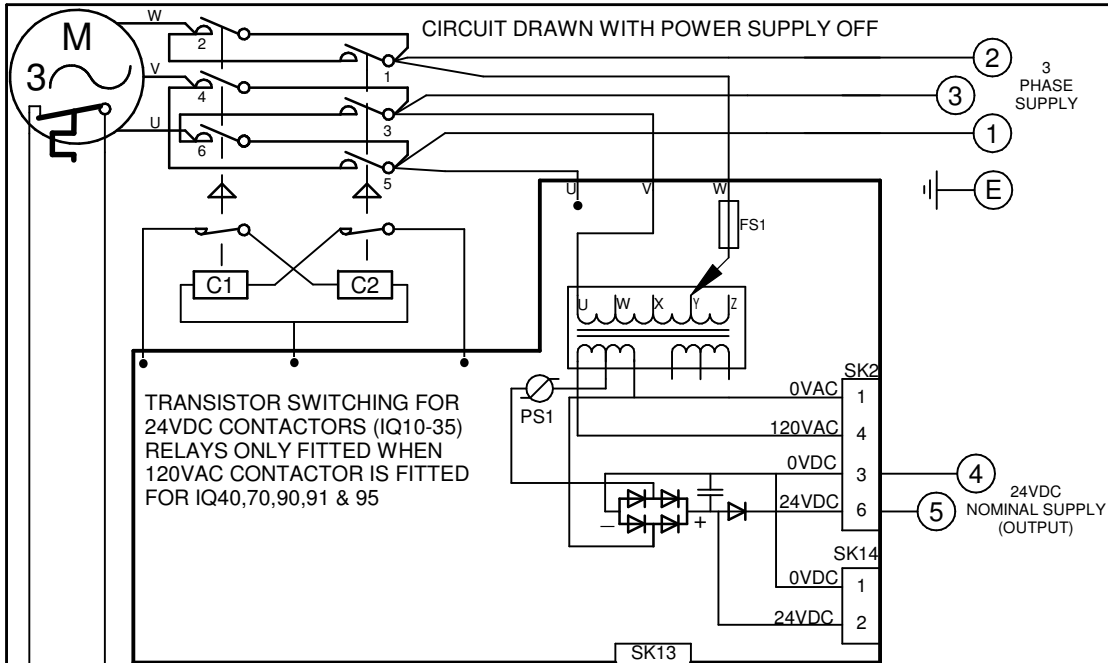 CIRCUIT DRAWN WITH POWER SUPPLY OFF
W
M
3
V
U
2
1
4
3
6
5
2
3
1
3
PHASE
SUPPLY
E
U
V
W
FS1
C1
C2
U
W
X
Y
Z
PS1
TRANSISTOR SWITCHING FOR
24VDC CONTACTORS (IQ10-35)
RELAYS ONLY FITTED WHEN
120VAC CONTACTOR IS FITTED
FOR IQ40,70,90,91 & 95
SK2
0VAC 1
120VAC 4
0VDC 3
24VDC 6
4
5
24VDC
NOMINAL SUPPLY
(OUTPUT)
– +
SK14
0VDC 1
24VDC 2
SK13